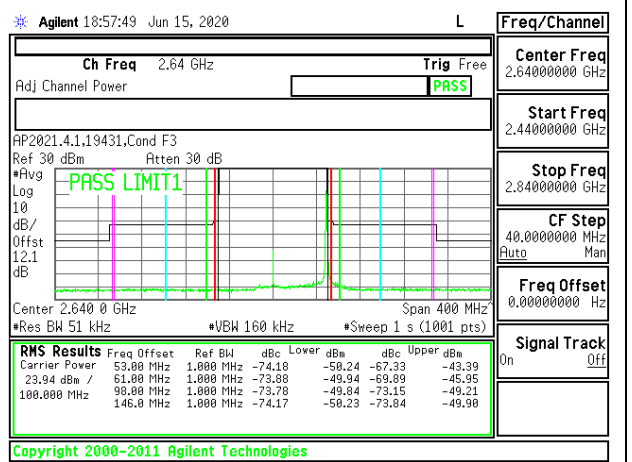 Agilent 18:57:49 Jun 15, 2020 L
Freq/Channel
Ch Freq 2.64 GHz Trig Free
Adj Channel Power PASS
Center Freq
2.64000000 GHz
Start Freq
2.44000000 GHz
Stop Freq
2.84000000 GHz
CF Step
40.0000000 MHz
Auto Man
Freq Offset
0.00000000 Hz
Signal Track
On Off
AP2021.4.1,19431,Cond F3
Ref 30 dBm Atten 30 dB
#Avg
Log
10
dB/
Offst
12.1
dB
PASS LIMIT1
Center 2.640 0 GHz Span 400 MHz
#Res BW 51 kHz #VBW 160 kHz #Sweep 1 s (1001 pts)
RMS Results Freq Offset Ref BW dBc Lower dBm dBc Upper dBm
Carrier Power 53.00 MHz 1.000 MHz -74.18 -50.24 -67.33 -43.39
23.94 dBm / 61.00 MHz 1.000 MHz -73.88 -49.94 -69.89 -45.95
100.000 MHz 98.00 MHz 1.000 MHz -73.78 -49.84 -73.15 -49.21
146.0 MHz 1.000 MHz -74.17 -50.23 -73.84 -49.90
Copyright 2000-2011 Agilent Technologies